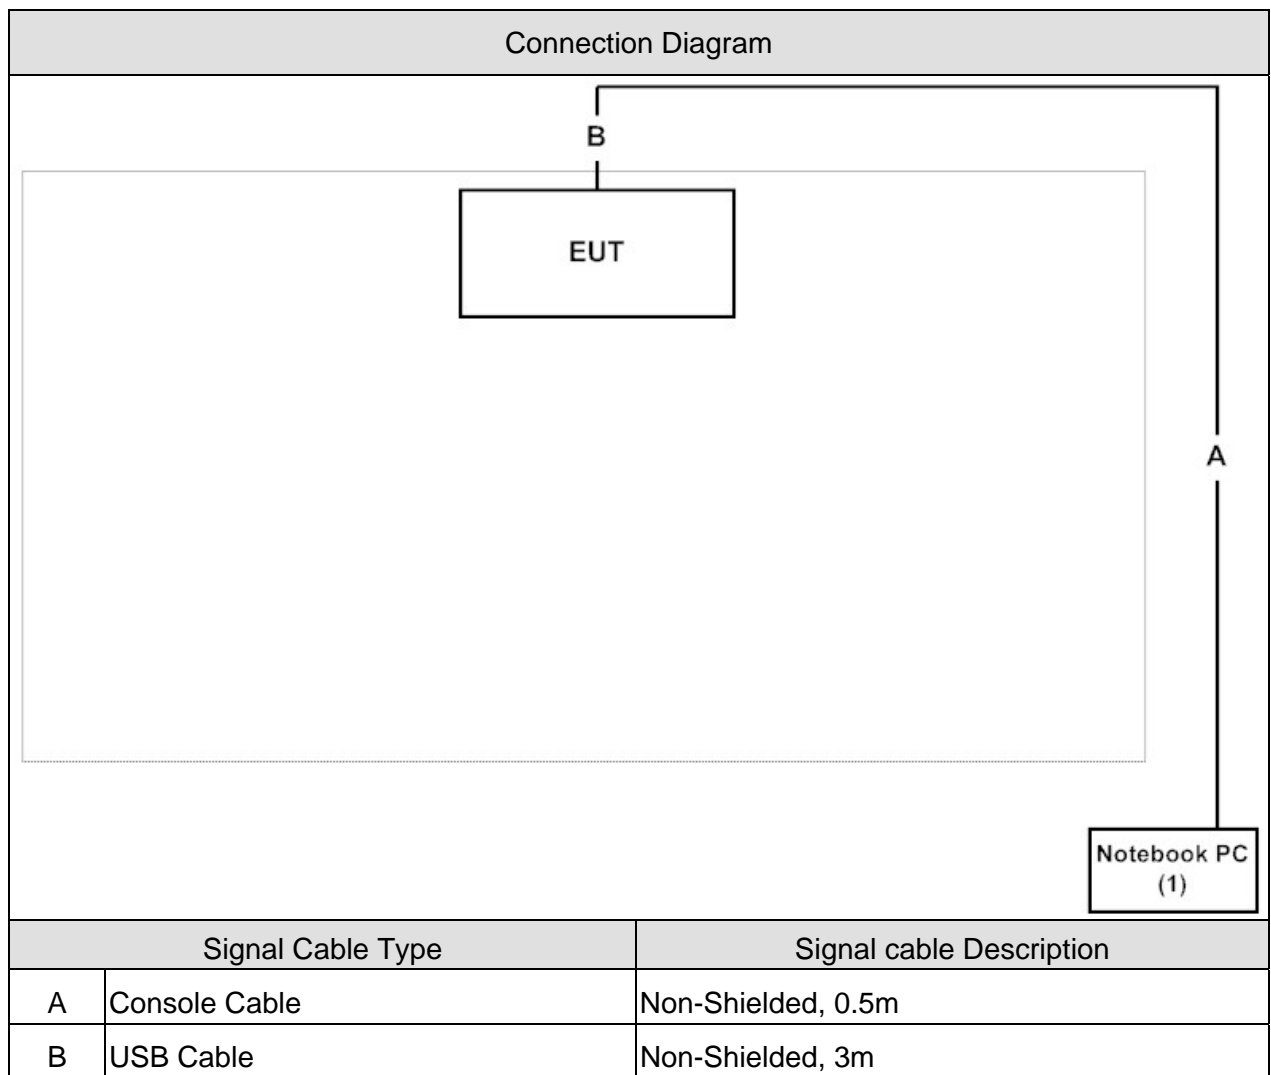 Connection Diagram
B
EUT
A
Notebook PC
(1)
Signal Cable Type Signal cable Description
A Console Cable Non-Shielded, 0.5m
B USB Cable Non-Shielded, 3m